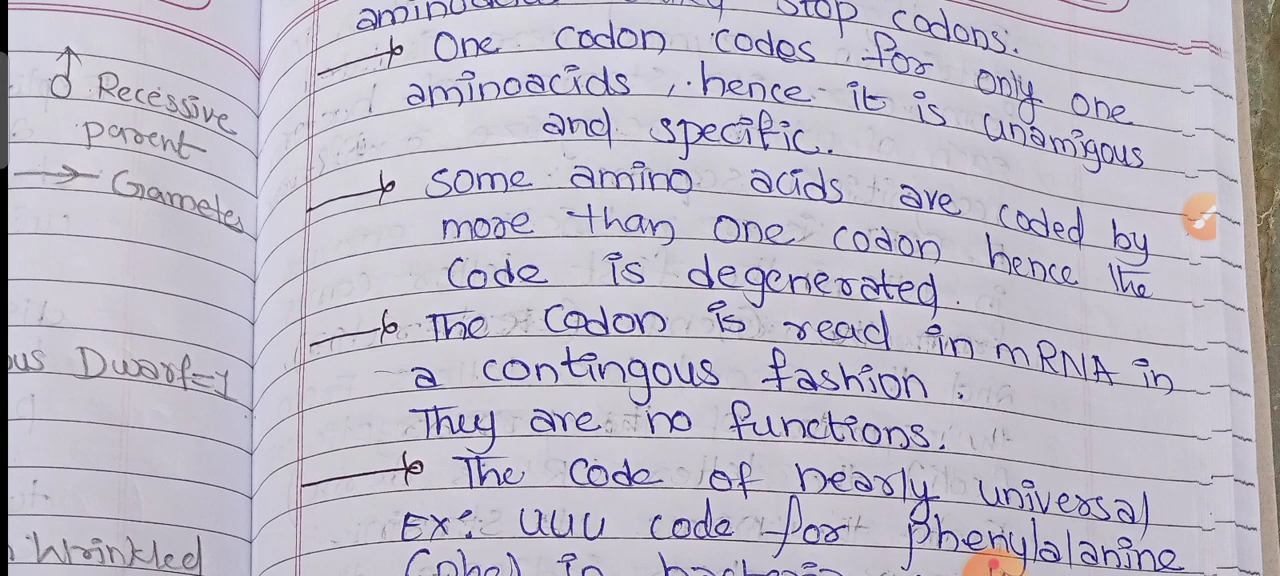 stop codons.
→ One codon codes for only one
aminoacids, hence it is unamigous
and specific.
→ Some amino acids are coded by
more than one codon hence the
code is degenerated.
→ The codon is read in mRNA in
a contingous fashion.
They are no functions.
→ The code of nearly universal
Ex: UUU code for phenylalanine
(phe) in
♂ Recessive
parent
→ Gametes
Dwarf=1
Wrinkled